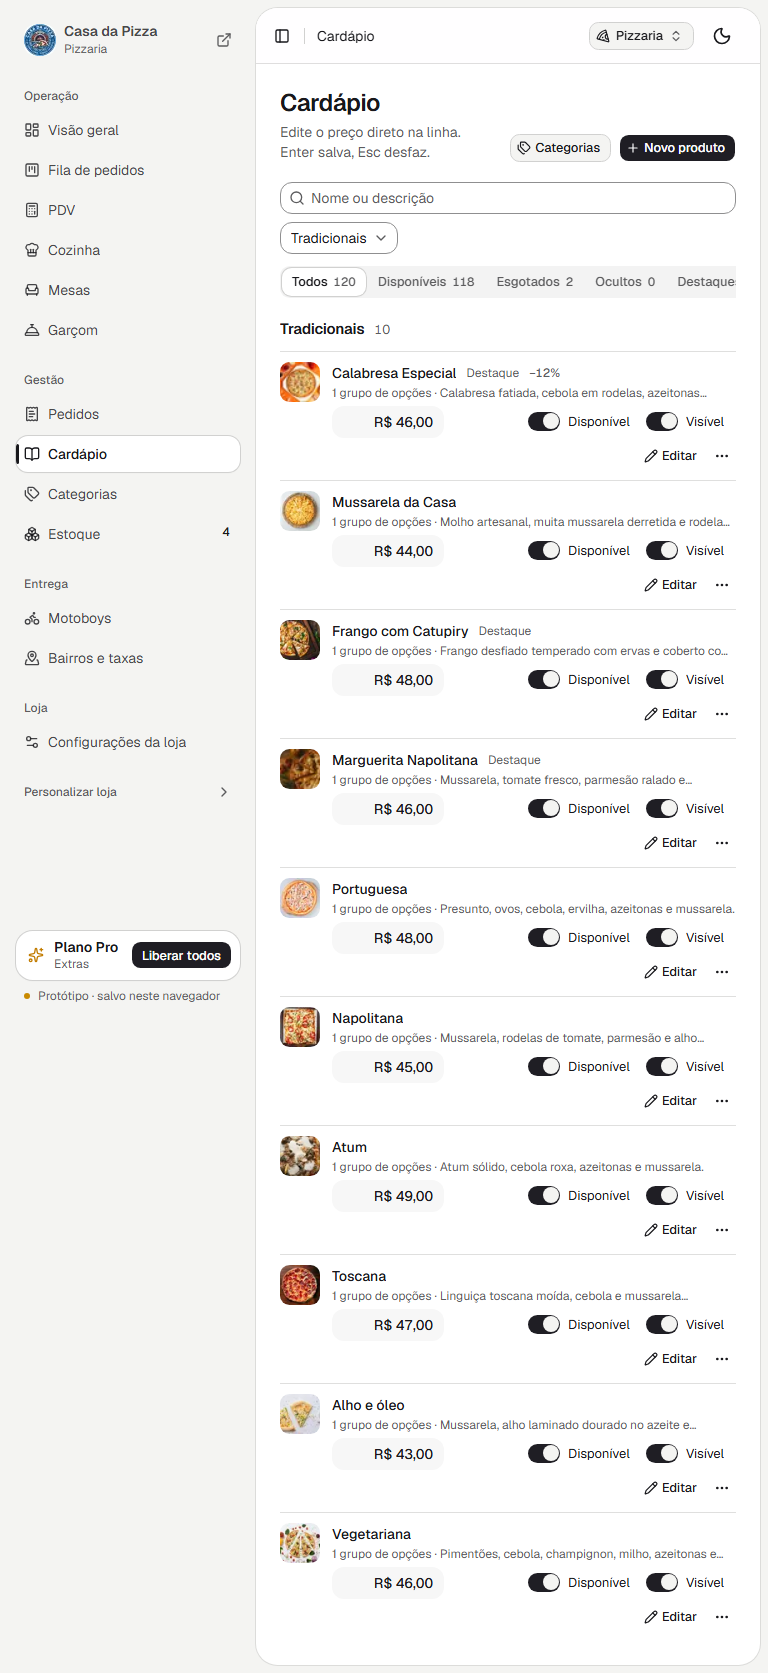 Casa da Pizza
Pizzaria
Operação
Visão geral
Fila de pedidos
PDV
Cozinha
Mesas
Garçom
Gestão
Pedidos
Cardápio
Categorias
Estoque 4
Entrega
Motoboys
Bairros e taxas
Loja
Configurações da loja
Personalizar loja
Plano Pro
Extras
Liberar todos
Protótipo · salvo neste navegador
Cardápio
Pizzaria
Cardápio
Edite o preço direto na linha.
Enter salva, Esc desfaz.
Categorias
Novo produto
Nome ou descrição
Tradicionais
Todos 120 Disponíveis 118 Esgotados 2 Ocultos 0 Destaque
Tradicionais 10
Calabresa Especial Destaque −12%
1 grupo de opções · Calabresa fatiada, cebola em rodelas, azeitonas…
R$ 46,00 Disponível Visível
Editar
Mussarela da Casa
1 grupo de opções · Molho artesanal, muita mussarela derretida e rodela…
R$ 44,00 Disponível Visível
Editar
Frango com Catupiry Destaque
1 grupo de opções · Frango desfiado temperado com ervas e coberto co…
R$ 48,00 Disponível Visível
Editar
Marguerita Napolitana Destaque
1 grupo de opções · Mussarela, tomate fresco, parmesão ralado e…
R$ 46,00 Disponível Visível
Editar
Portuguesa
1 grupo de opções · Presunto, ovos, cebola, ervilha, azeitonas e mussarela.
R$ 48,00 Disponível Visível
Editar
Napolitana
1 grupo de opções · Mussarela, rodelas de tomate, parmesão e alho…
R$ 45,00 Disponível Visível
Editar
Atum
1 grupo de opções · Atum sólido, cebola roxa, azeitonas e mussarela.
R$ 49,00 Disponível Visível
Editar
Toscana
1 grupo de opções · Linguiça toscana moída, cebola e mussarela…
R$ 47,00 Disponível Visível
Editar
Alho e óleo
1 grupo de opções · Mussarela, alho laminado dourado no azeite e…
R$ 43,00 Disponível Visível
Editar
Vegetariana
1 grupo de opções · Pimentões, cebola, champignon, milho, azeitonas e…
R$ 46,00 Disponível Visível
Editar